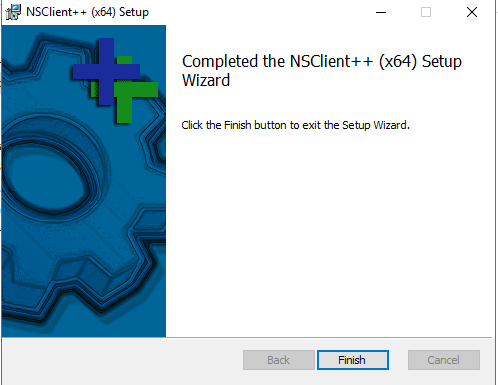 NSClient++ (x64) Setup
Completed the NSClient++ (x64) Setup
Wizard
Click the Finish button to exit the Setup Wizard.
Back
Finish
Cancel